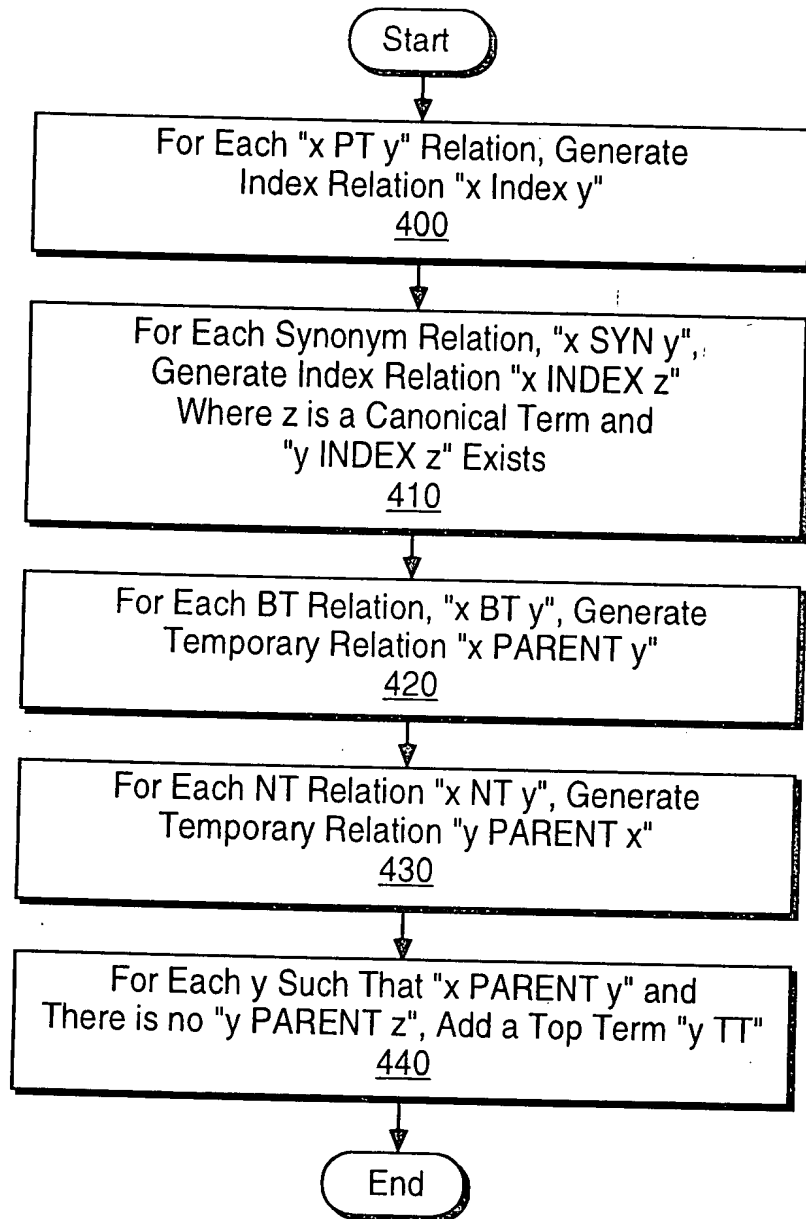 Start
For Each "x PT y" Relation, Generate
Index Relation "x Index y"
400
For Each Synonym Relation, "x SYN y",
Generate Index Relation "x INDEX z"
Where z is a Canonical Term and
"y INDEX z" Exists
410
For Each BT Relation, "x BT y", Generate
Temporary Relation "x PARENT y"
420
For Each NT Relation "x NT y", Generate
Temporary Relation "y PARENT x"
430
For Each y Such That "x PARENT y" and
There is no "y PARENT z", Add a Top Term "y TT"
440
End